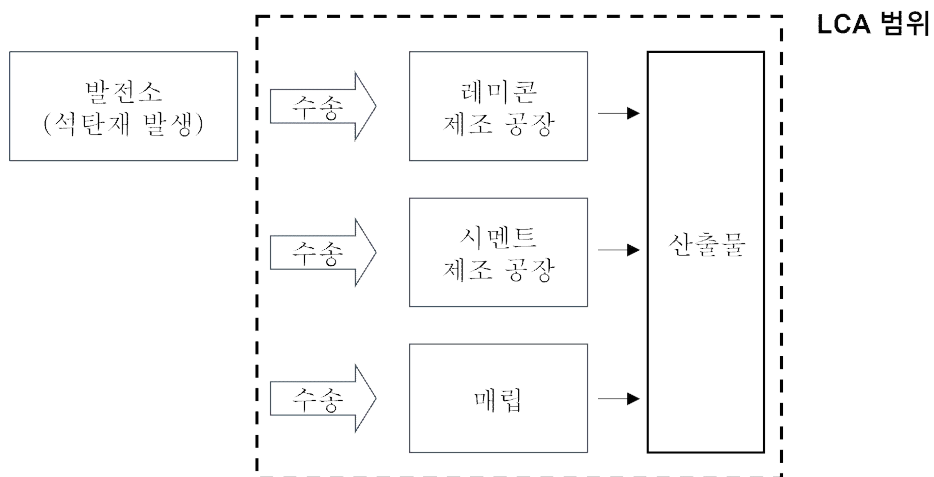 LCA 범위
발전소
(석탄재 발생)
수송
레미콘
제조 공장
수송
시멘트
제조 공장
산출물
수송
매립